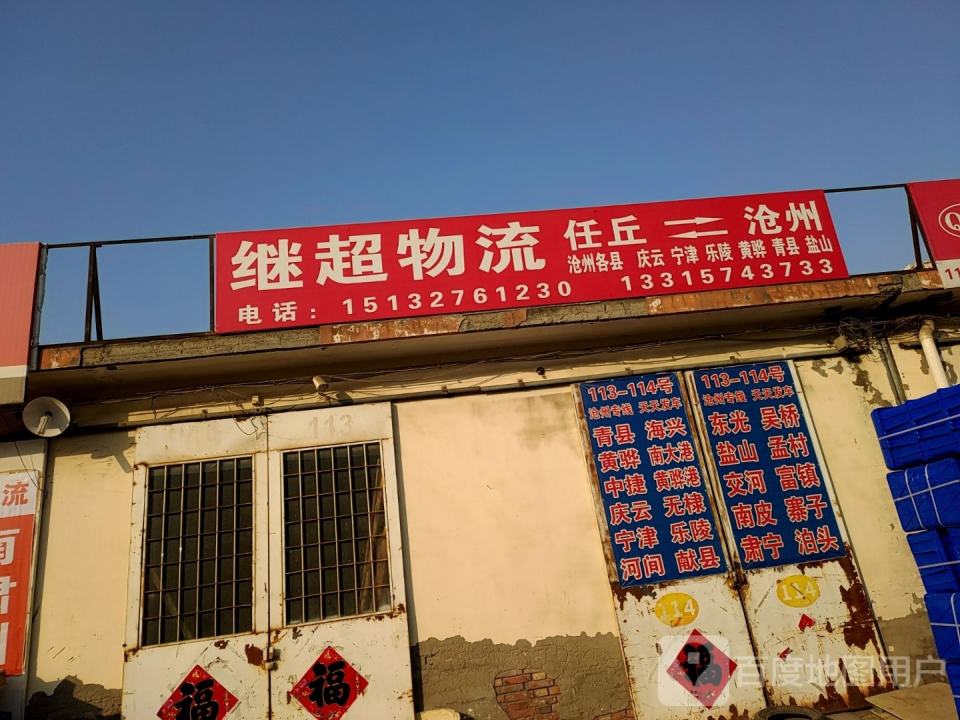 继超物流 任丘 ⇌ 沧州
沧州各县 庆云 宁津 乐陵 黄骅 青县 盐山
电话: 15132761230 13315743733
113
113-114号
沧州专线 天天发车
青县 海兴
黄骅 南大港
中捷 黄骅港
庆云 无棣
宁津 乐陵
河间 献县
113-114号
沧州专线 天天发车
东光 吴桥
盐山 孟村
交河 富镇
南皮 寨子
肃宁 泊头
114
114
福
福
流
百度地图用户